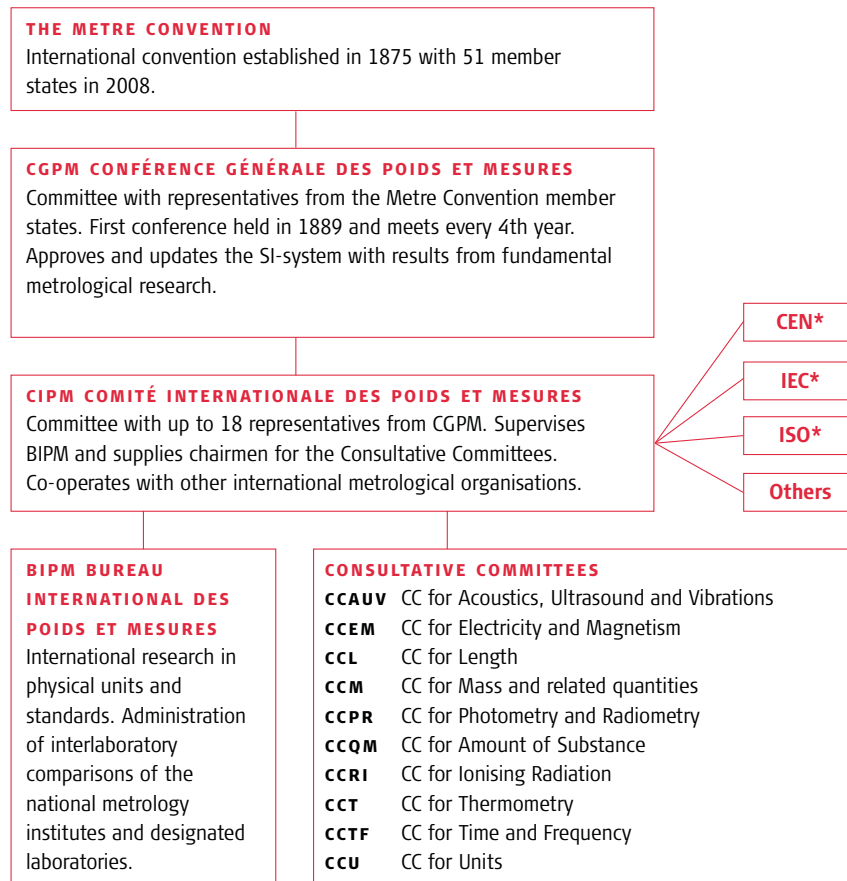 THE METRE CONVENTION
International convention established in 1875 with 51 member
states in 2008.
CGPM CONFÉRENCE GÉNÉRALE DES POIDS ET MESURES
Committee with representatives from the Metre Convention member
states. First conference held in 1889 and meets every 4th year.
Approves and updates the SI-system with results from fundamental
metrological research.
CIPM COMITÉ INTERNATIONALE DES POIDS ET MESURES
Committee with up to 18 representatives from CGPM. Supervises
BIPM and supplies chairmen for the Consultative Committees.
Co-operates with other international metrological organisations.
CEN*
IEC*
ISO*
Others
BIPM BUREAU
INTERNATIONAL DES
POIDS ET MESURES
International research in
physical units and
standards. Administration
of interlaboratory
comparisons of the
national metrology
institutes and designated
laboratories.
CONSULTATIVE COMMITTEES
CCAUV CC for Acoustics, Ultrasound and Vibrations
CCEM CC for Electricity and Magnetism
CCL CC for Length
CCM CC for Mass and related quantities
CCPR CC for Photometry and Radiometry
CCQM CC for Amount of Substance
CCRI CC for Ionising Radiation
CCT CC for Thermometry
CCTF CC for Time and Frequency
CCU CC for Units